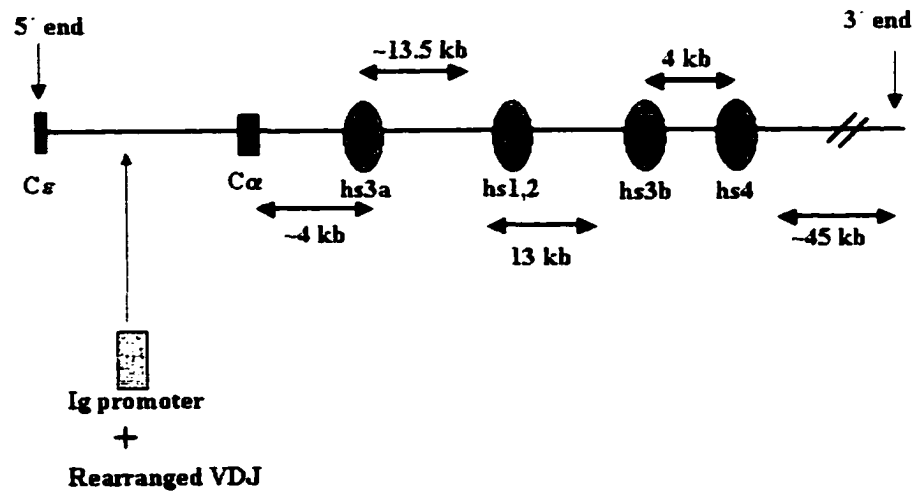 5' end
3' end
~13.5 kb
4 kb
Cε
Cα
hs3a
hs1,2
hs3b
hs4
~4 kb
13 kb
~45 kb
Ig promoter
+
Rearranged VDJ